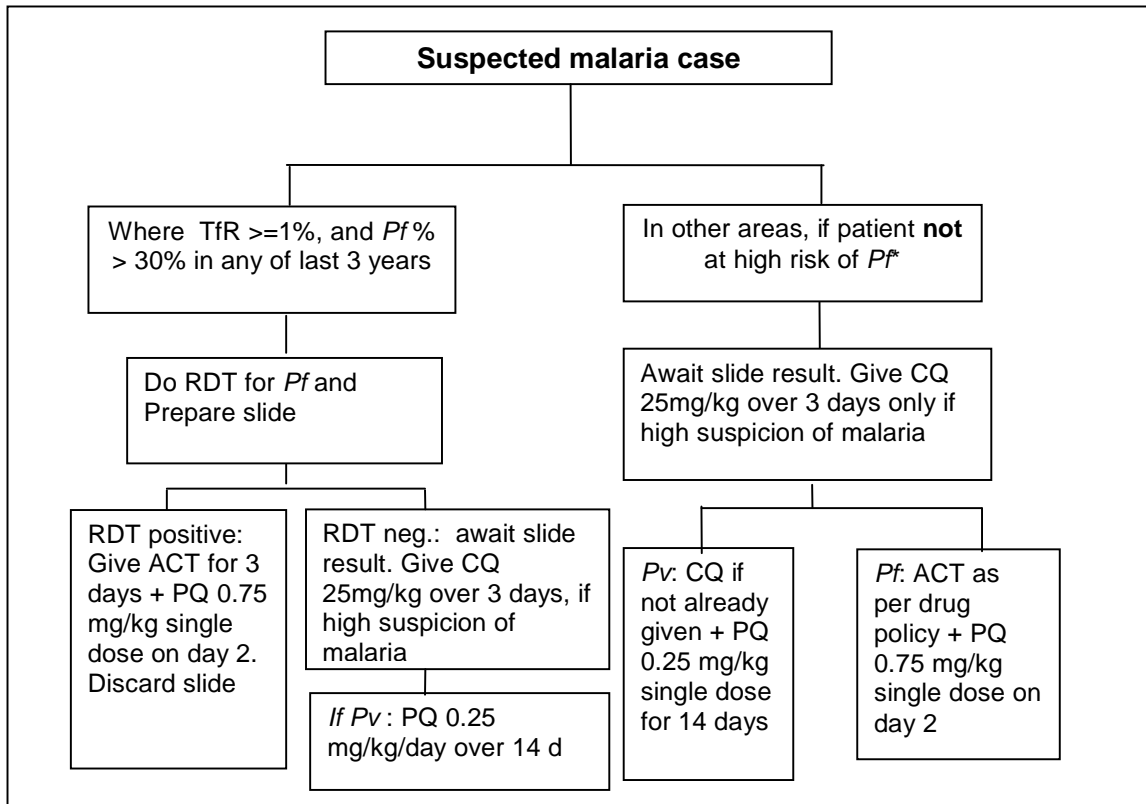 Suspected malaria case
Where TfR >=1%, and Pf %
> 30% in any of last 3 years
In other areas, if patient not
at high risk of Pf*
Do RDT for Pf and
Prepare slide
Await slide result. Give CQ
25mg/kg over 3 days only if
high suspicion of malaria
RDT positive:
Give ACT for 3
days + PQ 0.75
mg/kg single
dose on day 2.
Discard slide
RDT neg.: await slide
result. Give CQ
25mg/kg over 3 days, if
high suspicion of
malaria
If Pv : PQ 0.25
mg/kg/day over 14 d
Pv: CQ if
not already
given + PQ
0.25 mg/kg
single dose
for 14 days
Pf: ACT as
per drug
policy + PQ
0.75 mg/kg
single dose on
day 2